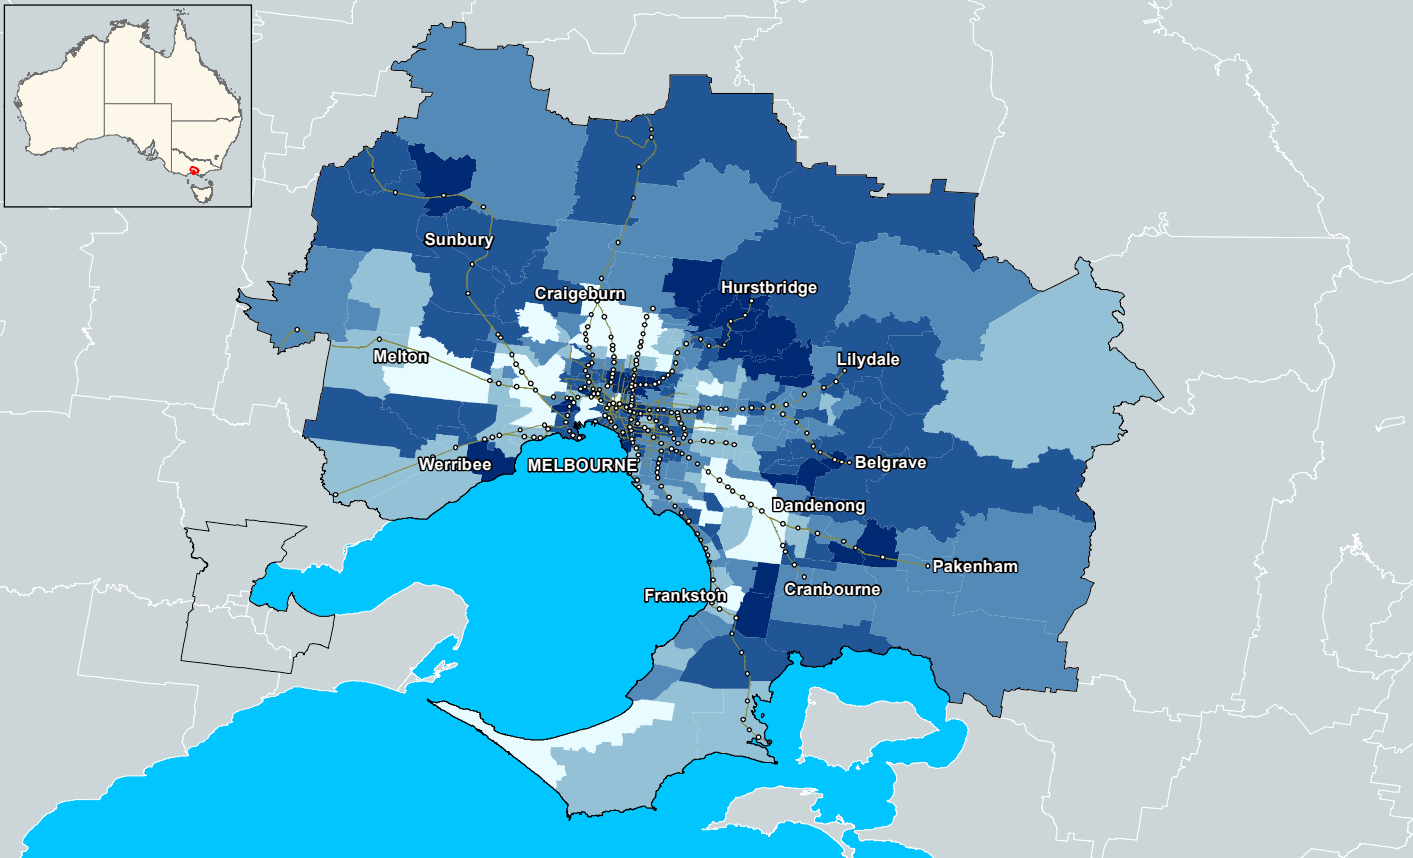 Sunbury
Hurstbridge
Craigeburn
Melton
Lilydale
Werribee
MELBOURNE
Belgrave
Dandenong
Pakenham
Cranbourne
Frankston